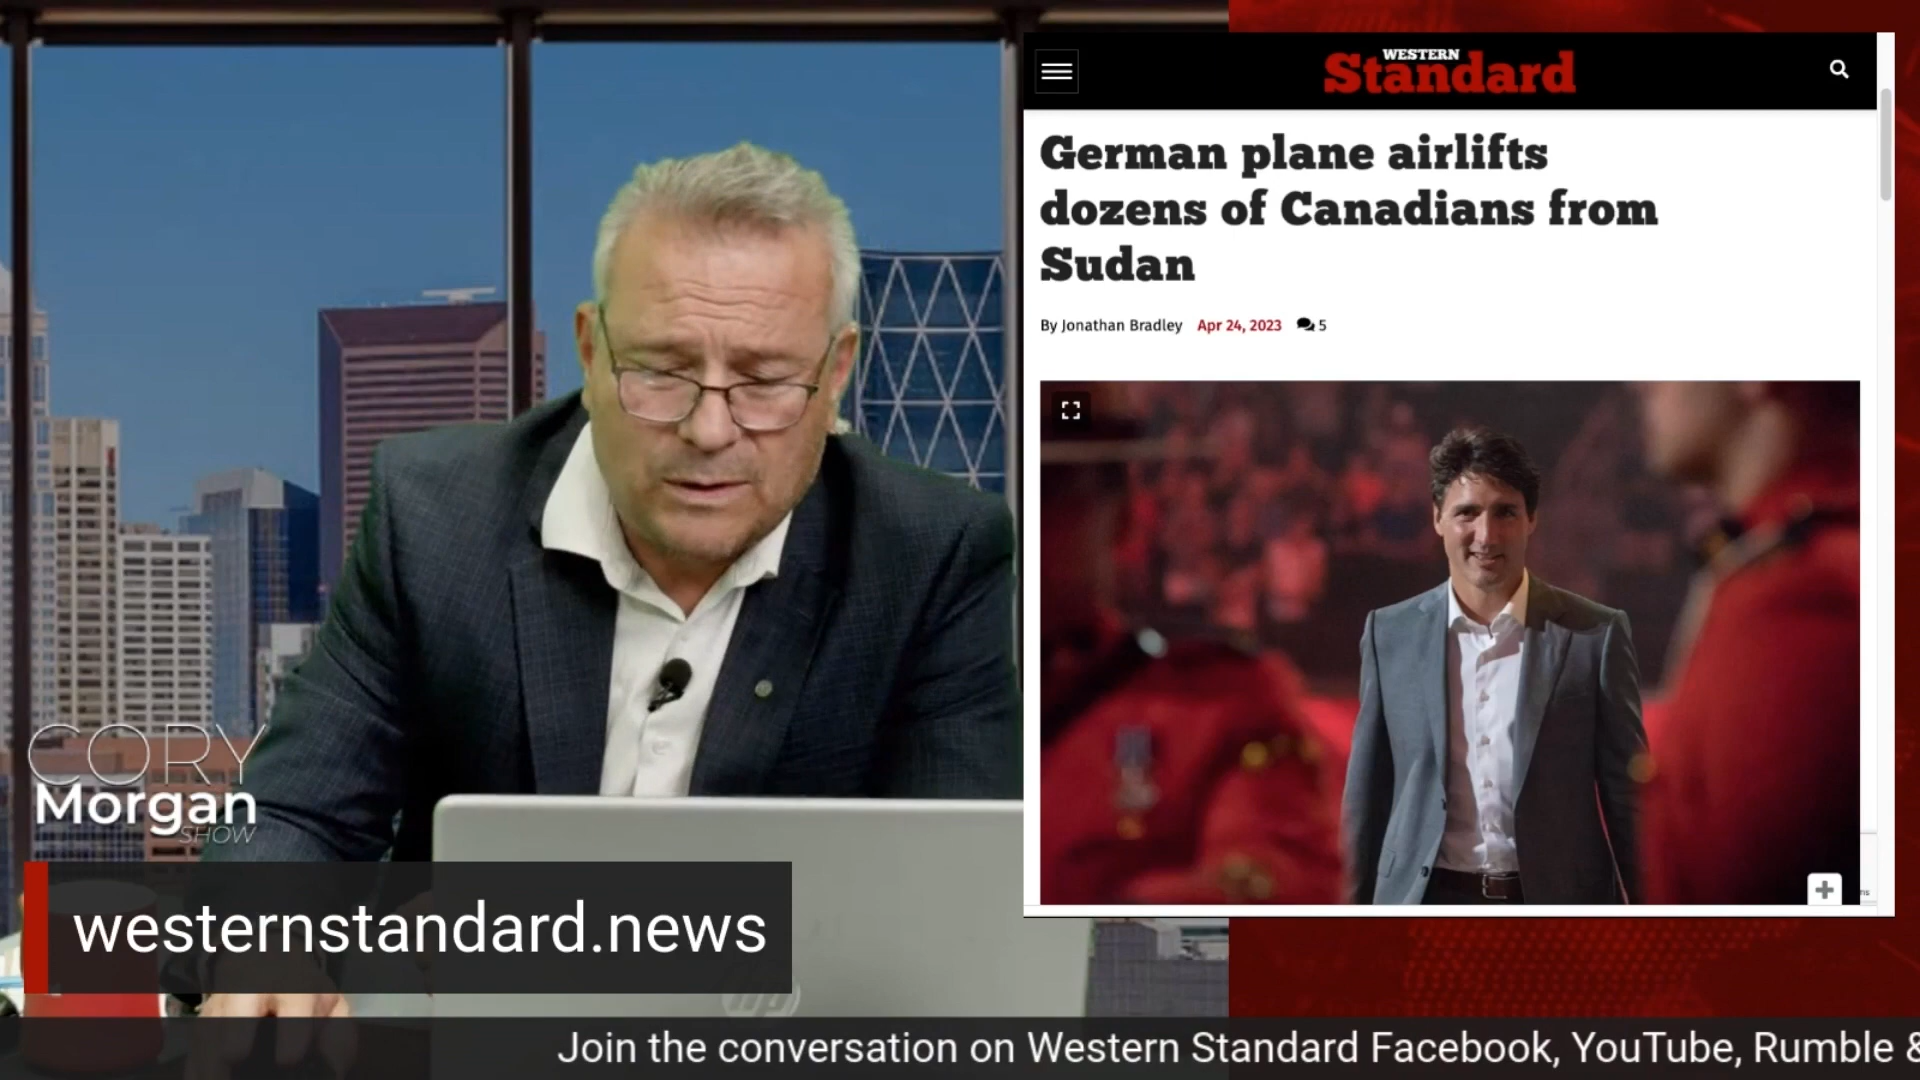 WESTERN
Standard
German plane airlifts
dozens of Canadians from
Sudan
By Jonathan Bradley Apr 24, 2023 5
CORY
Morgan
SHOW
westernstandard.news
hp
Join the conversation on Western Standard Facebook, YouTube, Rumble &